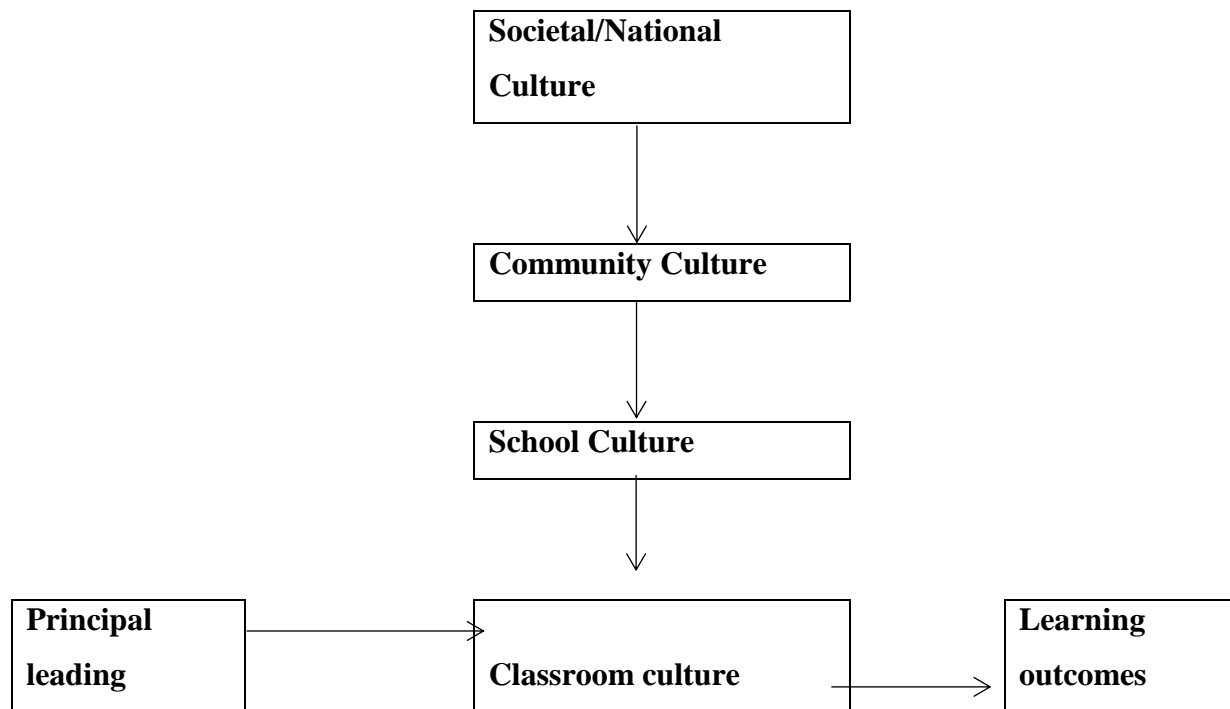 Societal/National
Culture
Community Culture
School Culture
Principal
leading
Classroom culture
Learning
outcomes